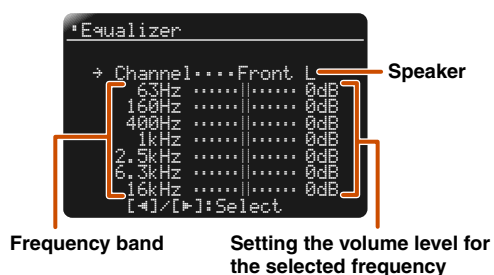 Equalizer
→ Channel····Front L
Speaker
63Hz ······||······ 0dB
160Hz ······||······ 0dB
400Hz ······||······ 0dB
1kHz ······||······ 0dB
2.5kHz ······||······ 0dB
6.3kHz ······||······ 0dB
16kHz ······||······ 0dB
[◄]/[►]:Select
Frequency band
Setting the volume level for
the selected frequency